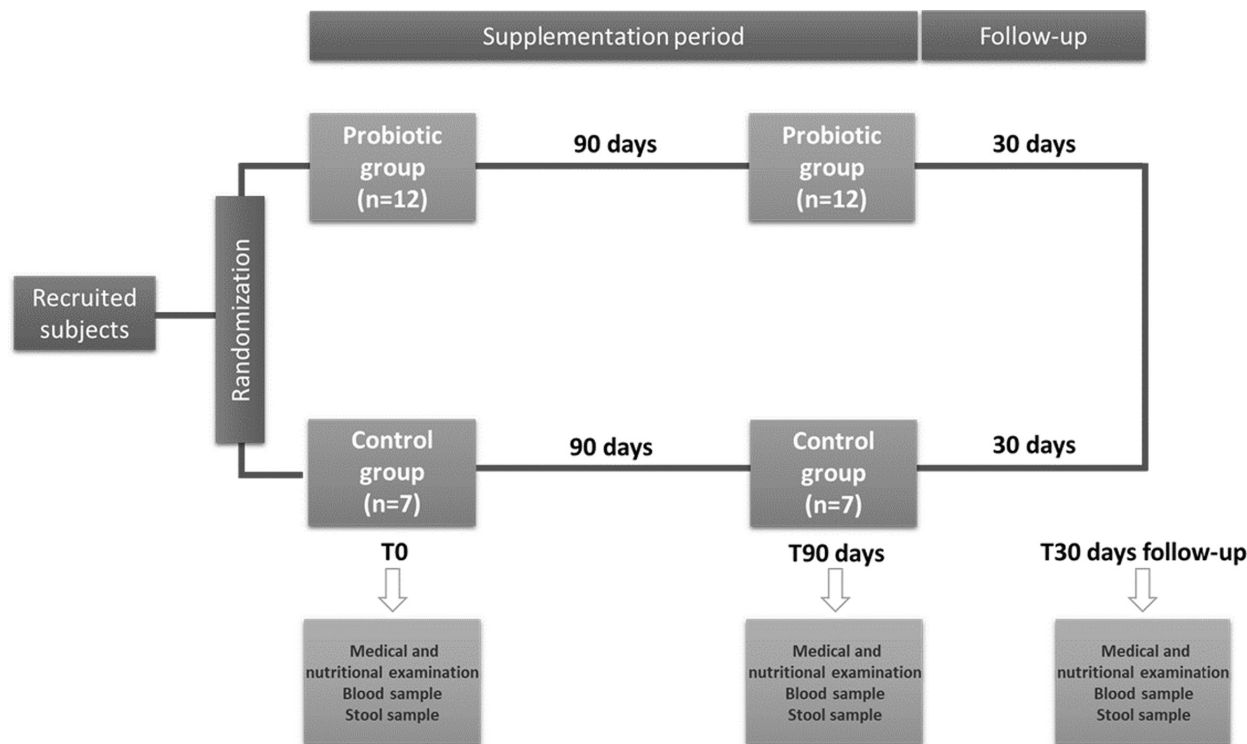 Supplementation period
Follow-up
Probiotic
group
(n=12)
90 days
Probiotic
group
(n=12)
30 days
Randomization
Recruited
subjects
Control
group
(n=7)
90 days
Control
group
(n=7)
30 days
T0
T90 days
T30 days follow-up
Medical and
nutritional examination
Blood sample
Stool sample
Medical and
nutritional examination
Blood sample
Stool sample
Medical and
nutritional examination
Blood sample
Stool sample